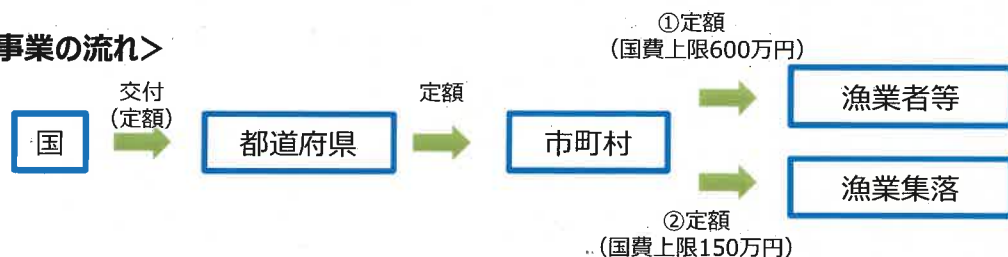 事業の流れ>
国
交付
(定額)
都道府県
定額
市町村
①定額
(国費上限600万円)
漁業者等
漁業集落
②定額
(国費上限150万円)